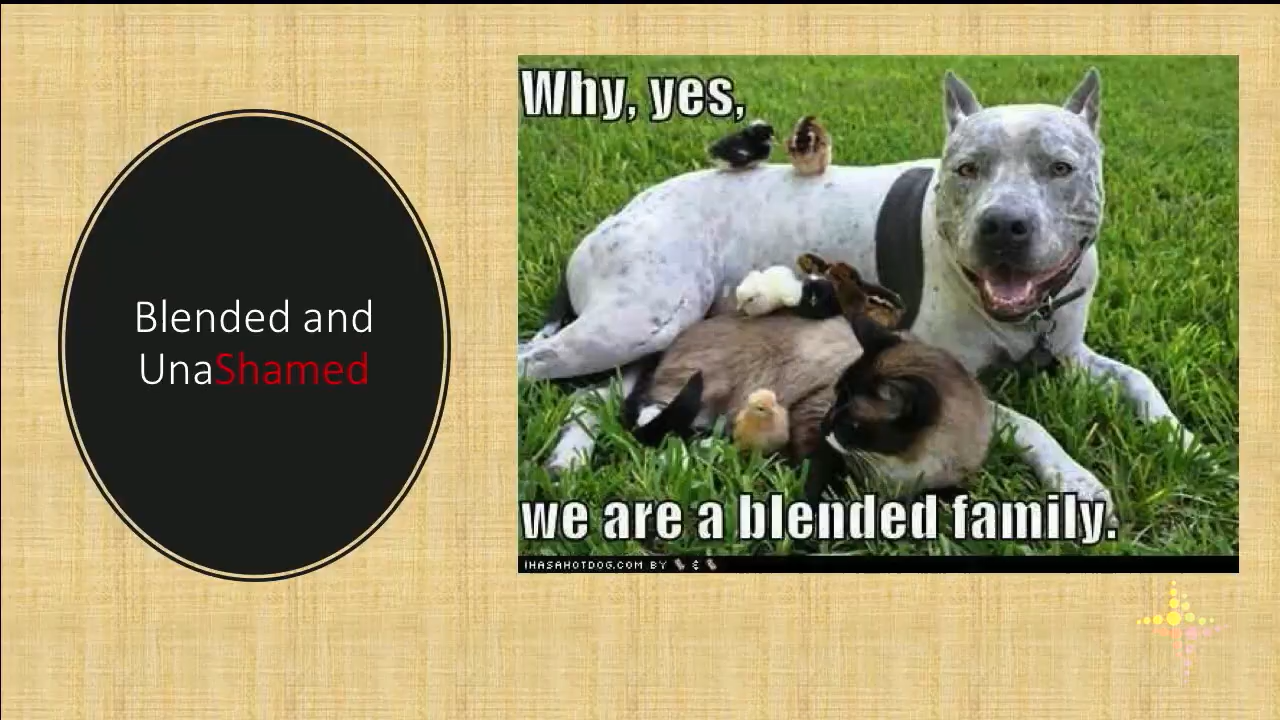 Blended and
UnaShamed
Why, yes,
we are a blended family.
IHASAHOTDOG.COM BY